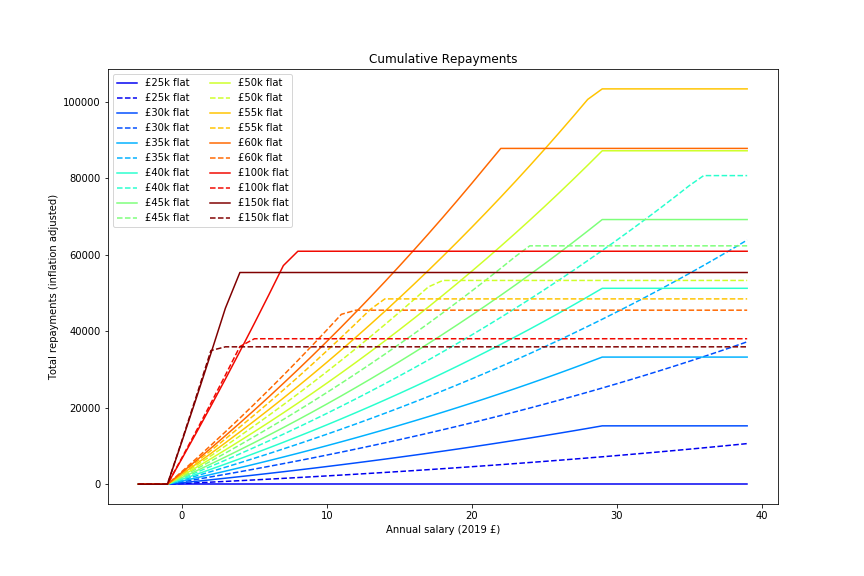 Cumulative Repayments
Total repayments (inflation adjusted)
100000
80000
60000
40000
20000
0
£25k flat
£25k flat
£30k flat
£30k flat
£35k flat
£35k flat
£40k flat
£40k flat
£45k flat
£45k flat
£50k flat
£50k flat
£55k flat
£55k flat
£60k flat
£60k flat
£100k flat
£100k flat
£150k flat
£150k flat
0 10 20 30 40
Annual salary (2019 £)